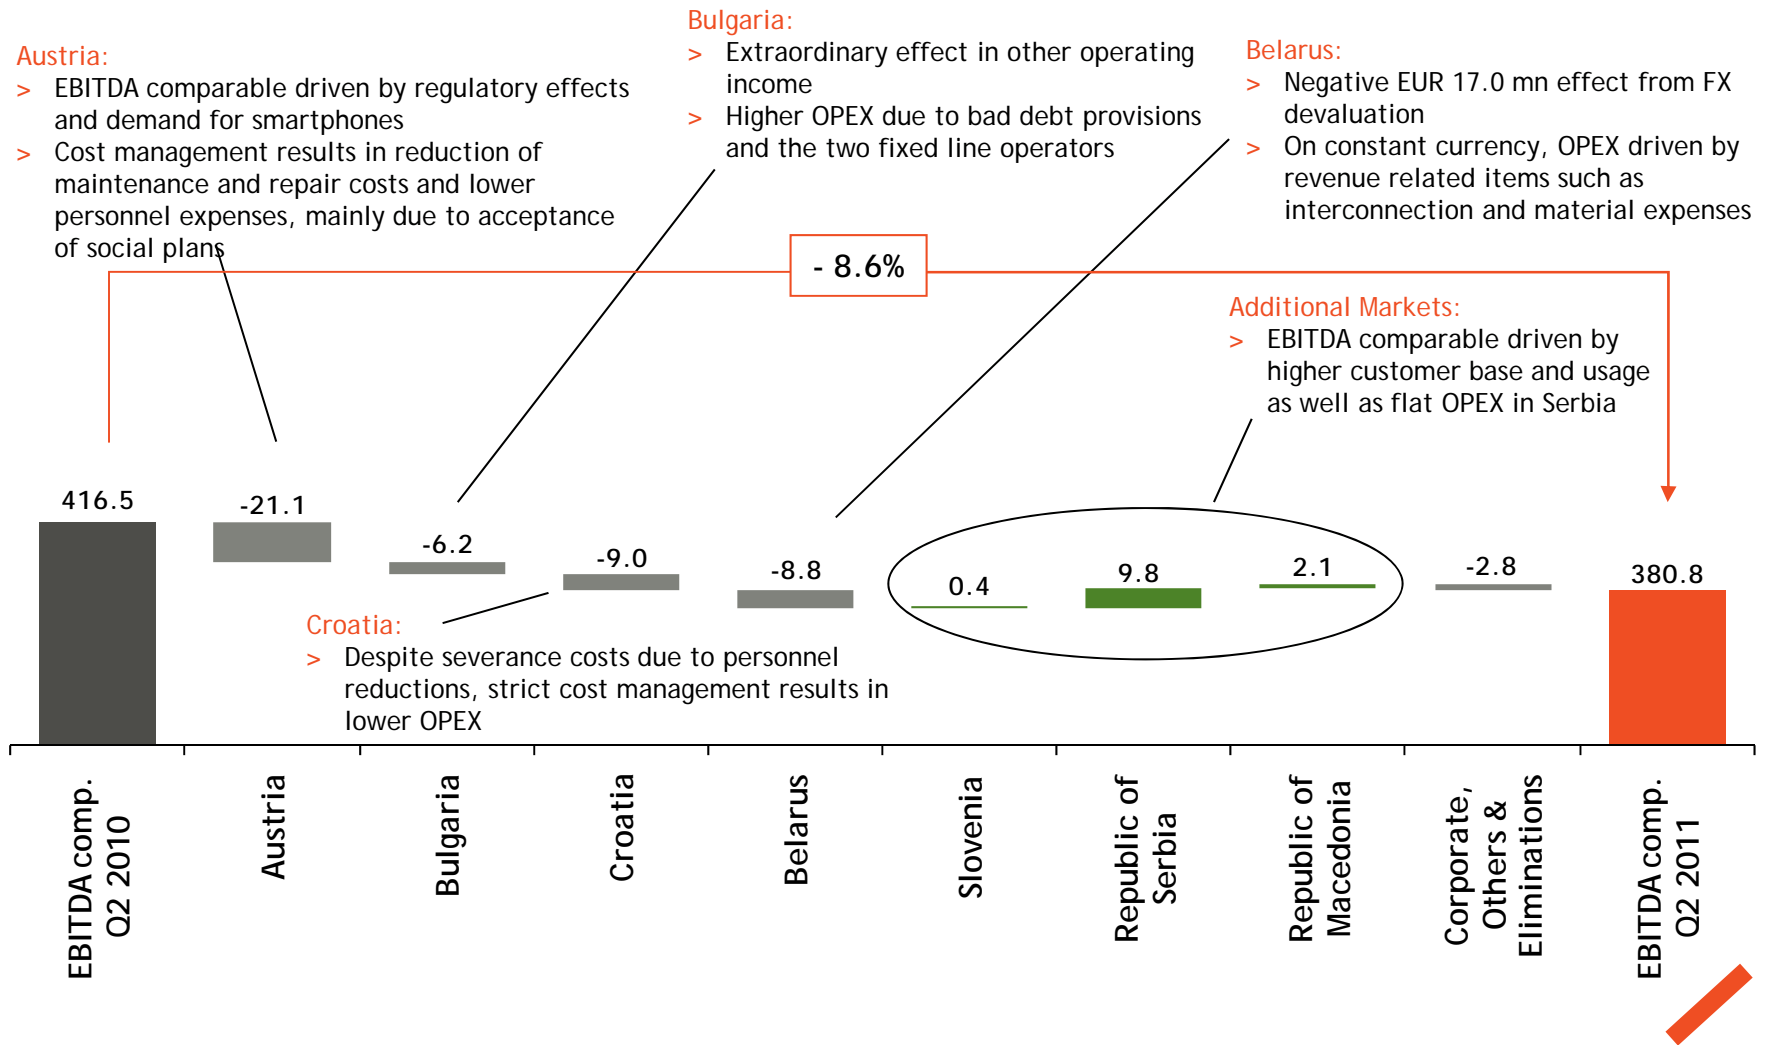 Austria:
> EBITDA comparable driven by regulatory effects
and demand for smartphones
> Cost management results in reduction of
maintenance and repair costs and lower
personnel expenses, mainly due to acceptance
of social plans
Bulgaria:
> Extraordinary effect in other operating
income
> Higher OPEX due to bad debt provisions
and the two fixed line operators
Belarus:
> Negative EUR 17.0 mn effect from FX
devaluation
> On constant currency, OPEX driven by
revenue related items such as
interconnection and material expenses
- 8.6%
Additional Markets:
> EBITDA comparable driven by
higher customer base and usage
as well as flat OPEX in Serbia
416.5
-21.1
-6.2
-9.0
-8.8
0.4
9.8
2.1
-2.8
380.8
Croatia:
> Despite severance costs due to personnel
reductions, strict cost management results in
lower OPEX
EBITDA comp.
Q2 2010
Austria
Bulgaria
Croatia
Belarus
Slovenia
Republic of
Serbia
Republic of
Macedonia
Corporate,
Others &
Eliminations
EBITDA comp.
Q2 2011